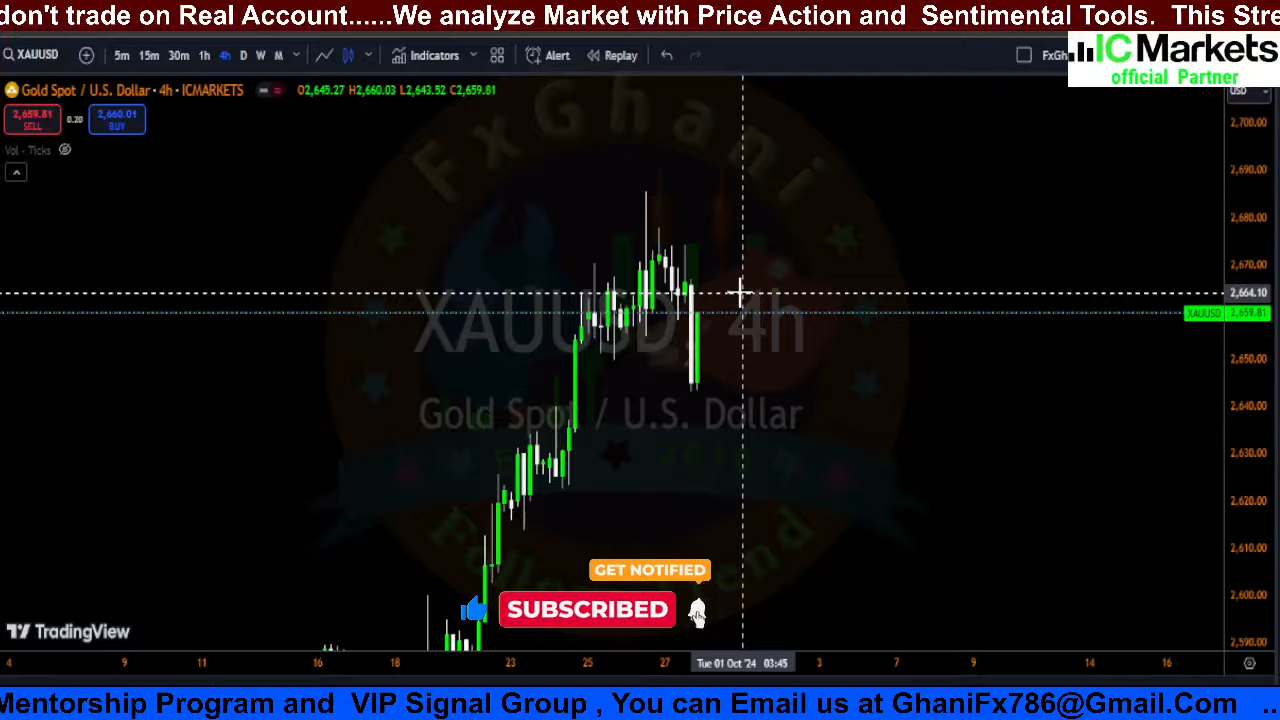 don't trade on Real Account......We analyze Market with Price Action and Sentimental Tools. This Stre
XAUUSD 5m 15m 30m 1h 4h D W M Indicators Alert Replay FxGh
IC Markets
official Partner
Gold Spot / U.S. Dollar · 4h · ICMARKETS O2,645.27 H2,660.03 L2,643.52 C2,659.81
USD
2,659.81 SELL 0.20 2,660.01 BUY
Vol · Ticks
FxGhani
2,700.00
2,690.00
2,680.00
2,670.00
2,664.10
XAUUSD 2,659.81
XAUUSD, 4h
2,650.00
2,640.00
Gold Spot / U.S. Dollar
2,630.00
2,620.00
2,610.00
2,600.00
2,590.00
GET NOTIFIED
SUBSCRIBED
TradingView
4 9 11 16 18 23 25 27 Tue 01 Oct '24 03:45 3 7 9 14 16
Mentorship Program and VIP Signal Group , You can Email us at GhaniFx786@Gmail.Com ..